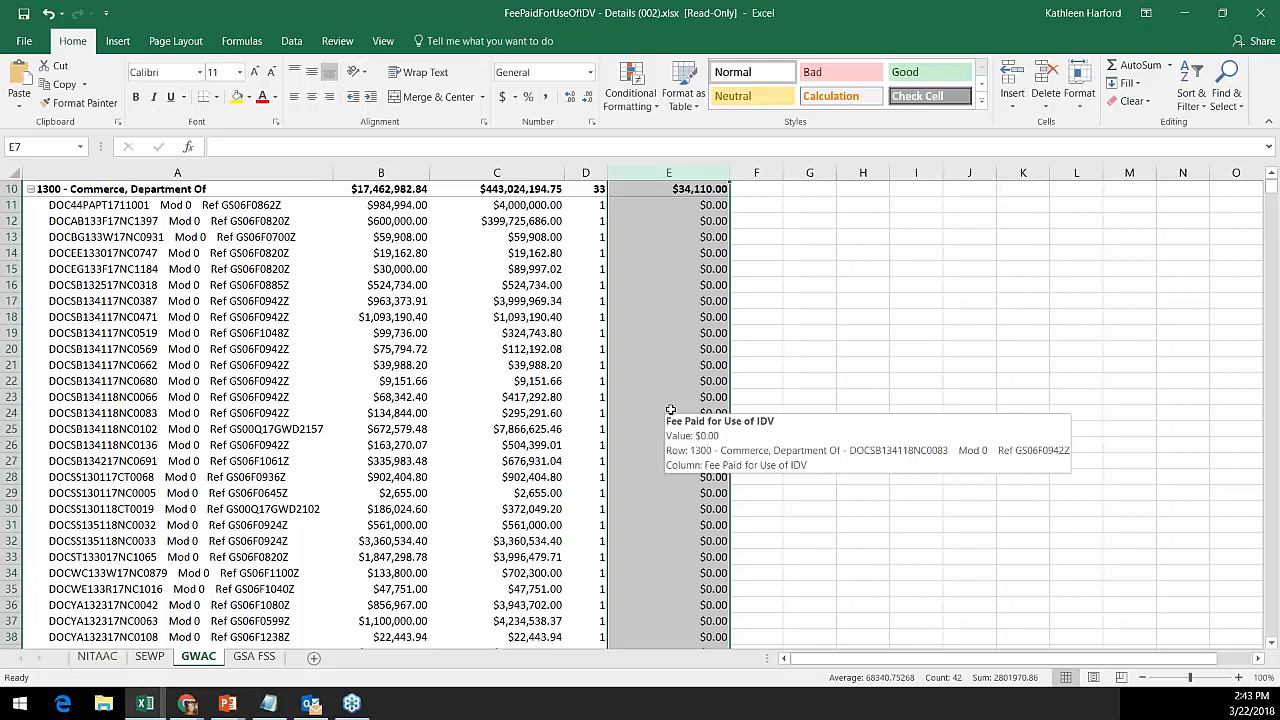 FeePaidForUseOfIDV - Details (002).xlsx [Read-Only] - Excel
Kathleen Harford
File Home Insert Page Layout Formulas Data Review View Tell me what you want to do Share
Paste
Cut
Copy
Format Painter
Clipboard
Calibri 11
B I U
Font
Wrap Text
Merge & Center
Alignment
General
$ % ,
Number
Conditional Formatting
Format as Table
Normal Bad Good
Neutral Calculation Check Cell
Styles
Insert Delete Format
Cells
AutoSum
Fill
Clear
Sort & Filter
Find & Select
Editing
E7 fx
A B C D E F G H I J K L M N O
10 1300 - Commerce, Department Of $17,462,982.84 $443,024,194.75 33 $34,110.00
11 DOC44PAPT1711001 Mod 0 Ref GS06F0862Z $984,994.00 $4,000,000.00 1 $0.00
12 DOCAB133F17NC1397 Mod 0 Ref GS06F0820Z $600,000.00 $399,725,686.00 1 $0.00
13 DOCBG133W17NC0931 Mod 0 Ref GS06F0700Z $59,908.00 $59,908.00 1 $0.00
14 DOCEE133017NC0747 Mod 0 Ref GS06F0820Z $19,162.80 $19,162.80 1 $0.00
15 DOCEG133F17NC1184 Mod 0 Ref GS06F0820Z $30,000.00 $89,997.02 1 $0.00
16 DOCSB132517NC0318 Mod 0 Ref GS06F0885Z $524,734.00 $524,734.00 1 $0.00
17 DOCSB134117NC0387 Mod 0 Ref GS06F0942Z $963,373.91 $3,999,969.34 1 $0.00
18 DOCSB134117NC0471 Mod 0 Ref GS06F0942Z $1,093,190.40 $1,093,190.40 1 $0.00
19 DOCSB134117NC0519 Mod 0 Ref GS06F1048Z $99,736.00 $324,743.80 1 $0.00
20 DOCSB134117NC0569 Mod 0 Ref GS06F0942Z $75,794.72 $112,192.08 1 $0.00
21 DOCSB134117NC0662 Mod 0 Ref GS06F0942Z $39,988.20 $39,988.20 1 $0.00
22 DOCSB134117NC0680 Mod 0 Ref GS06F0942Z $9,151.66 $9,151.66 1 $0.00
23 DOCSB134118NC0066 Mod 0 Ref GS06F0942Z $68,342.40 $417,292.80 1 $0.00
24 DOCSB134118NC0083 Mod 0 Ref GS06F0942Z $134,844.00 $295,291.60 1 $0.00
25 DOCSB134118NC0102 Mod 0 Ref GS00Q17GWD2157 $672,579.48 $7,866,625.46 1
26 DOCSB134118NC0136 Mod 0 Ref GS06F0942Z $163,270.07 $504,399.01 1
27 DOCSB134217NC0691 Mod 0 Ref GS06F1061Z $335,983.48 $676,931.04 1
28 DOCSS130117CT0068 Mod 0 Ref GS06F0936Z $902,404.80 $902,404.80 1 $0.00
29 DOCSS130117NC0005 Mod 0 Ref GS06F0645Z $2,655.00 $2,655.00 1 $0.00
30 DOCSS130118CT0019 Mod 0 Ref GS00Q17GWD2102 $186,024.60 $372,049.20 1 $0.00
31 DOCSS135118NC0032 Mod 0 Ref GS06F0924Z $561,000.00 $561,000.00 1 $0.00
32 DOCSS135118NC0033 Mod 0 Ref GS06F0924Z $3,360,534.40 $3,360,534.40 1 $0.00
33 DOCST133017NC1065 Mod 0 Ref GS06F0820Z $1,847,298.78 $3,996,479.71 1 $0.00
34 DOCWC133W17NC0879 Mod 0 Ref GS06F1100Z $133,800.00 $702,300.00 1 $0.00
35 DOCWE133R17NC1016 Mod 0 Ref GS06F1040Z $47,751.00 $47,751.00 1 $0.00
36 DOCYA132317NC0042 Mod 0 Ref GS06F1080Z $856,967.00 $3,943,702.00 1 $0.00
37 DOCYA132317NC0063 Mod 0 Ref GS06F0599Z $1,100,000.00 $4,234,538.37 1 $0.00
38 DOCYA132317NC0108 Mod 0 Ref GS06F1238Z $22,443.94 $22,443.94 1 $0.00
Fee Paid for Use of IDV
Value: $0.00
Row: 1300 - Commerce, Department Of - DOCSB134118NC0083 Mod 0 Ref GS06F0942Z
Column: Fee Paid for Use of IDV
NITAAC SEWP GWAC GSA FSS
Ready Average: 68340.75268 Count: 42 Sum: 2801970.86 100%
2:43 PM
3/22/2018